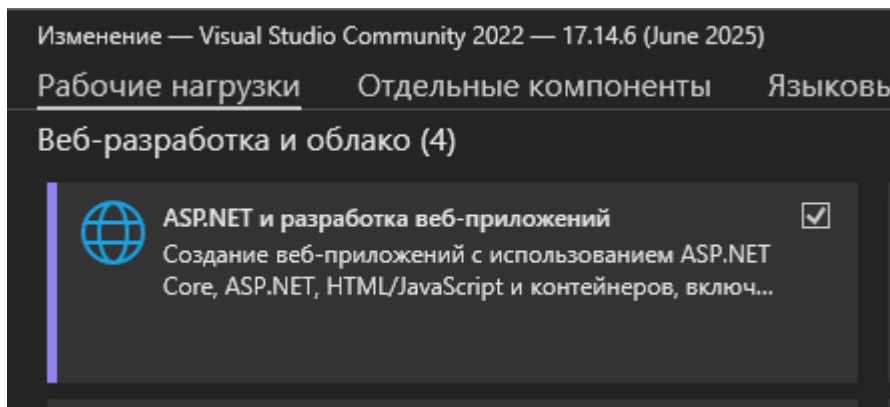 Изменение — Visual Studio Community 2022 — 17.14.6 (June 2025)
Рабочие нагрузки Отдельные компоненты Языковы
Веб-разработка и облако (4)
ASP.NET и разработка веб-приложений
Создание веб-приложений с использованием ASP.NET
Core, ASP.NET, HTML/JavaScript и контейнеров, включ...